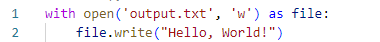 1 with open('output.txt', 'w') as file:
2     file.write("Hello, World!")